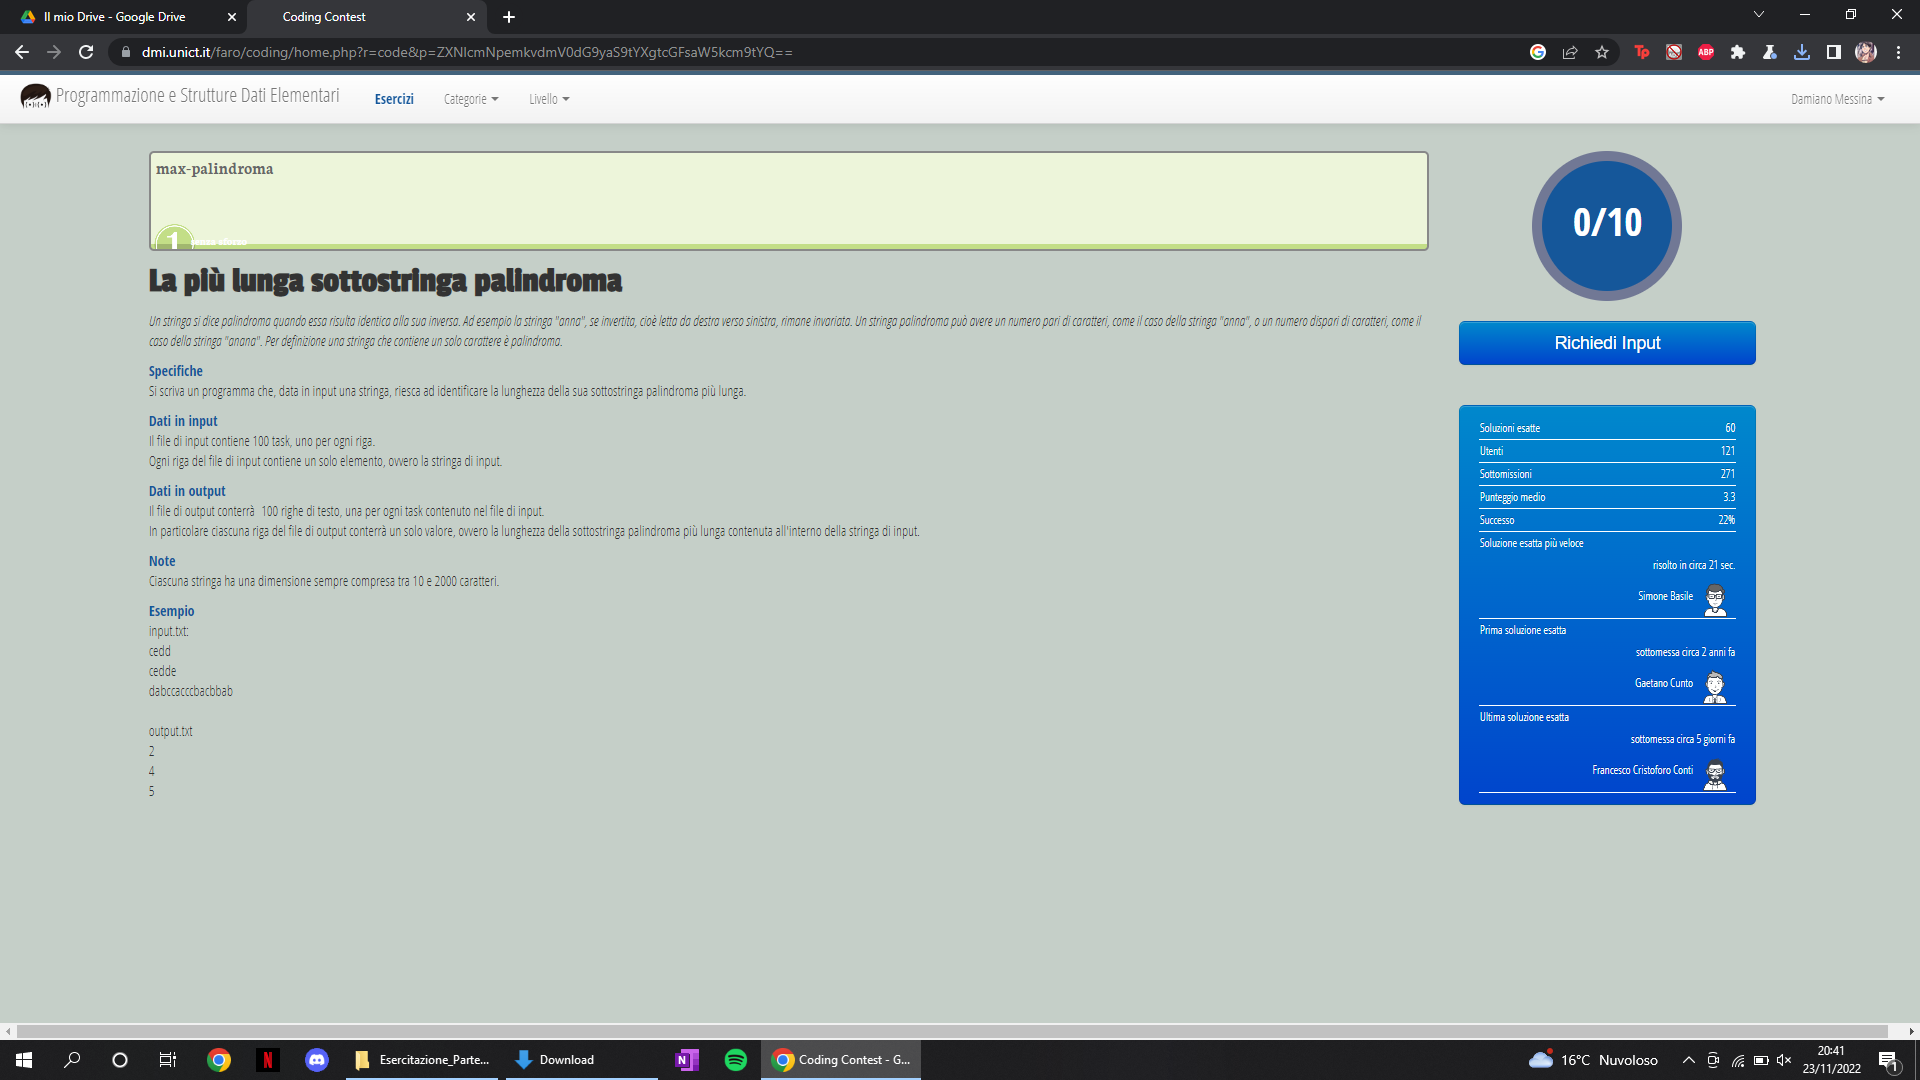 Il mio Drive - Google Drive
Coding Contest
dmi.unict.it/faro/coding/home.php?r=code&p=ZXNlcmNpemkvdmV0dG9yaS9tYXgtcGFsaW5kcm9tYQ==
Programmazione e Strutture Dati Elementari
Esercizi
Categorie
Livello
Damiano Messina
max-palindroma
1 senza sforzo
0/10
La più lunga sottostringa palindroma
Un stringa si dice palindroma quando essa risulta identica alla sua inversa. Ad esempio la stringa "anna", se invertita, cioè letta da destra verso sinistra, rimane invariata. Un stringa palindroma può avere un numero pari di caratteri, come il caso della stringa "anna", o un numero dispari di caratteri, come il
caso della stringa "anana". Per definizione una stringa che contiene un solo carattere è palindroma.
Richiedi Input
Specifiche
Si scriva un programma che, data in input una stringa, riesca ad identificare la lunghezza della sua sottostringa palindroma più lunga.
Dati in input
Il file di input contiene 100 task, uno per ogni riga.
Ogni riga del file di input contiene un solo elemento, ovvero la stringa di input.
Dati in output
Il file di output conterrà 100 righe di testo, una per ogni task contenuto nel file di input.
In particolare ciascuna riga del file di output conterrà un solo valore, ovvero la lunghezza della sottostringa palindroma più lunga contenuta all'interno della stringa di input.
Note
Ciascuna stringa ha una dimensione sempre compresa tra 10 e 2000 caratteri.
Esempio
input.txt:
cedd
cedde
dabccacccbacbbab
output.txt
2
4
5
Soluzioni esatte 60
Utenti 121
Sottomissioni 271
Punteggio medio 3.3
Successo 22%
Soluzione esatta più veloce
risolto in circa 21 sec.
Simone Basile
Prima soluzione esatta
sottomessa circa 2 anni fa
Gaetano Cunto
Ultima soluzione esatta
sottomessa circa 5 giorni fa
Francesco Cristoforo Conti
Esercitazione_Parte...
Download
Coding Contest - G...
16°C Nuvoloso
20:41
23/11/2022
1